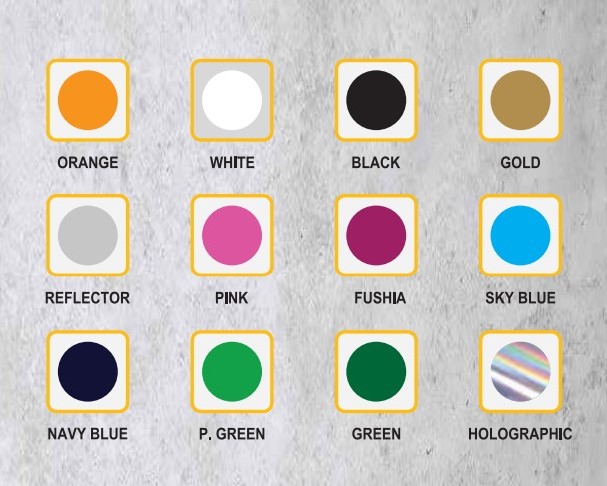 ORANGE WHITE BLACK GOLD
REFLECTOR PINK FUSHIA SKY BLUE
NAVY BLUE P. GREEN GREEN HOLOGRAPHIC